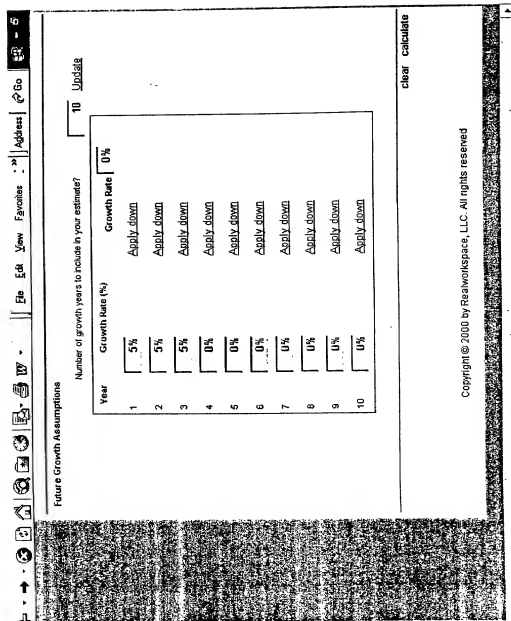 File Edit View Favorites » Address Go
Future Growth Assumptions
Number of growth years to include in your estimate? 10 Update
Year Growth Rate (%) Growth Rate 0%
1 5% Apply down
2 5% Apply down
3 5% Apply down
4 0% Apply down
5 0% Apply down
6 0% Apply down
7 0% Apply down
8 0% Apply down
9 0% Apply down
10 0% Apply down
clear calculate
Copyright © 2000 by Realworkspace, LLC. All rights reserved